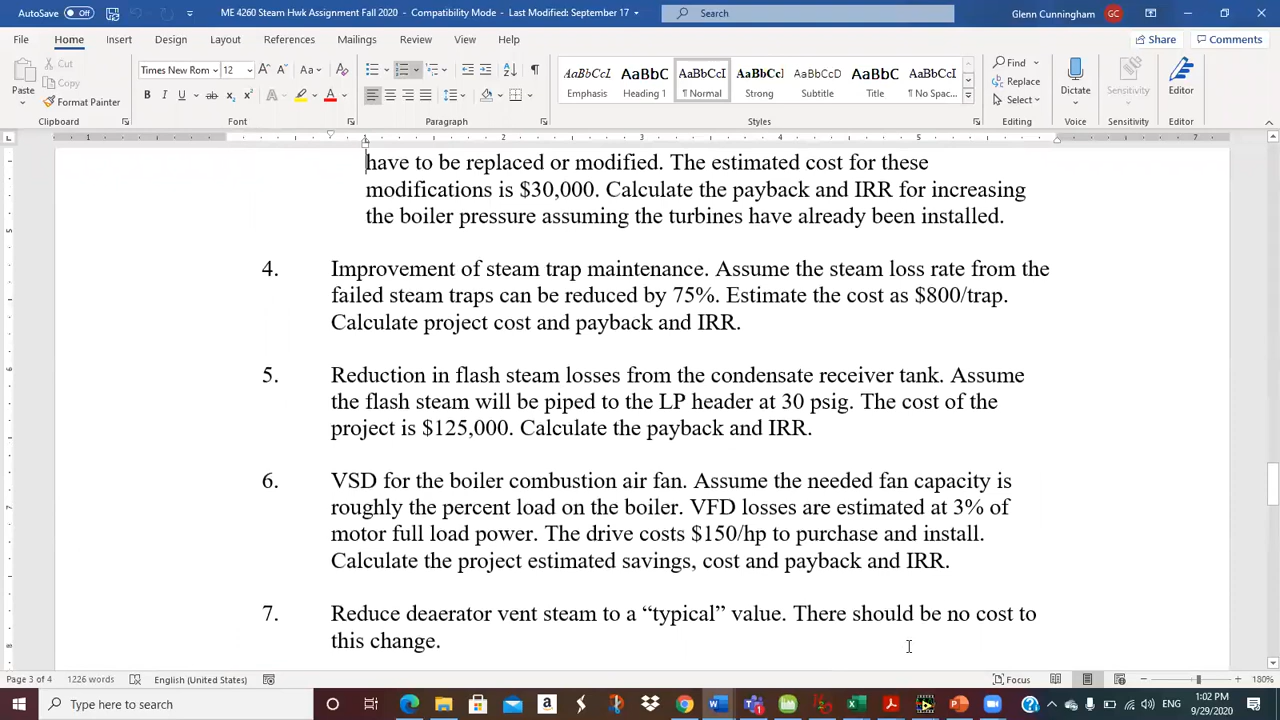 AutoSave Off
ME 4260 Steam Hwk Assignment Fall 2020 - Compatibility Mode - Last Modified: September 17
Search
Glenn Cunningham GC
File Home Insert Design Layout References Mailings Review View Help Share Comments
Paste
Cut
Copy
Format Painter
Times New Rom 12
AaBbCcI AaBbC AaBbCcI AaBbCcI AaBbCcD AaBbC AaBbCcI
Emphasis Heading 1 ¶ Normal Strong Subtitle Title ¶ No Spac...
Find
Replace
Select
Dictate Sensitivity Editor
Clipboard Font Paragraph Styles Editing Voice Sensitivity Editor
1 1 2 3 4 5 6 7
have to be replaced or modified. The estimated cost for these
modifications is $30,000. Calculate the payback and IRR for increasing
the boiler pressure assuming the turbines have already been installed.
4. Improvement of steam trap maintenance. Assume the steam loss rate from the
failed steam traps can be reduced by 75%. Estimate the cost as $800/trap.
Calculate project cost and payback and IRR.
5. Reduction in flash steam losses from the condensate receiver tank. Assume
the flash steam will be piped to the LP header at 30 psig. The cost of the
project is $125,000. Calculate the payback and IRR.
6. VSD for the boiler combustion air fan. Assume the needed fan capacity is
roughly the percent load on the boiler. VFD losses are estimated at 3% of
motor full load power. The drive costs $150/hp to purchase and install.
Calculate the project estimated savings, cost and payback and IRR.
7. Reduce deaerator vent steam to a “typical” value. There should be no cost to
this change.
Page 3 of 4 1226 words English (United States) Focus 180%
Type here to search
1:02 PM
9/29/2020